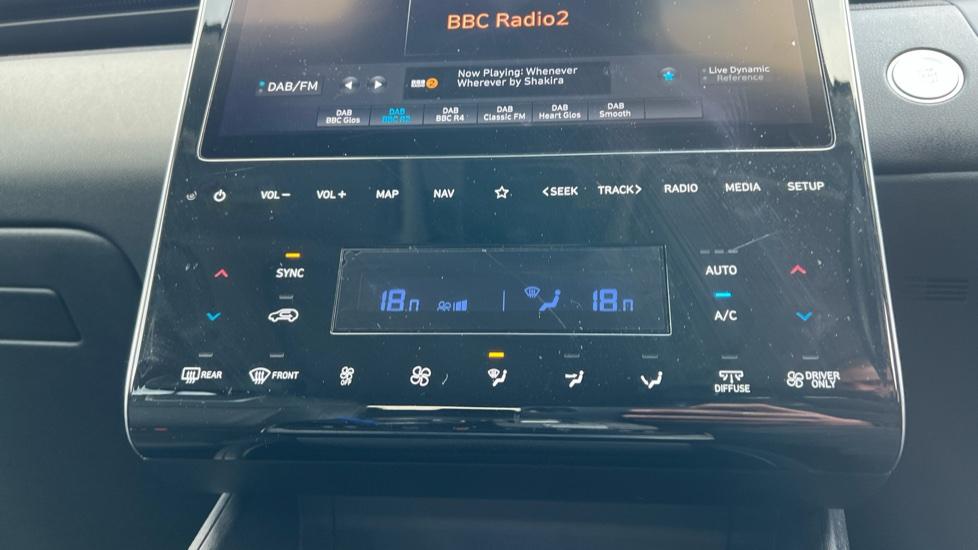 BBC Radio2
DAB/FM
Now Playing: Whenever
Wherever by Shakira
Live Dynamic
Reference
DAB
BBC Glos
DAB
BBC R2
DAB
BBC R4
DAB
Classic FM
DAB
Heart Glos
DAB
Smooth
VOL−
VOL+
MAP
NAV
<SEEK
TRACK>
RADIO
MEDIA
SETUP
SYNC
AUTO
A/C
18.0
18.0
REAR
FRONT
OFF
DIFFUSE
DRIVER
ONLY